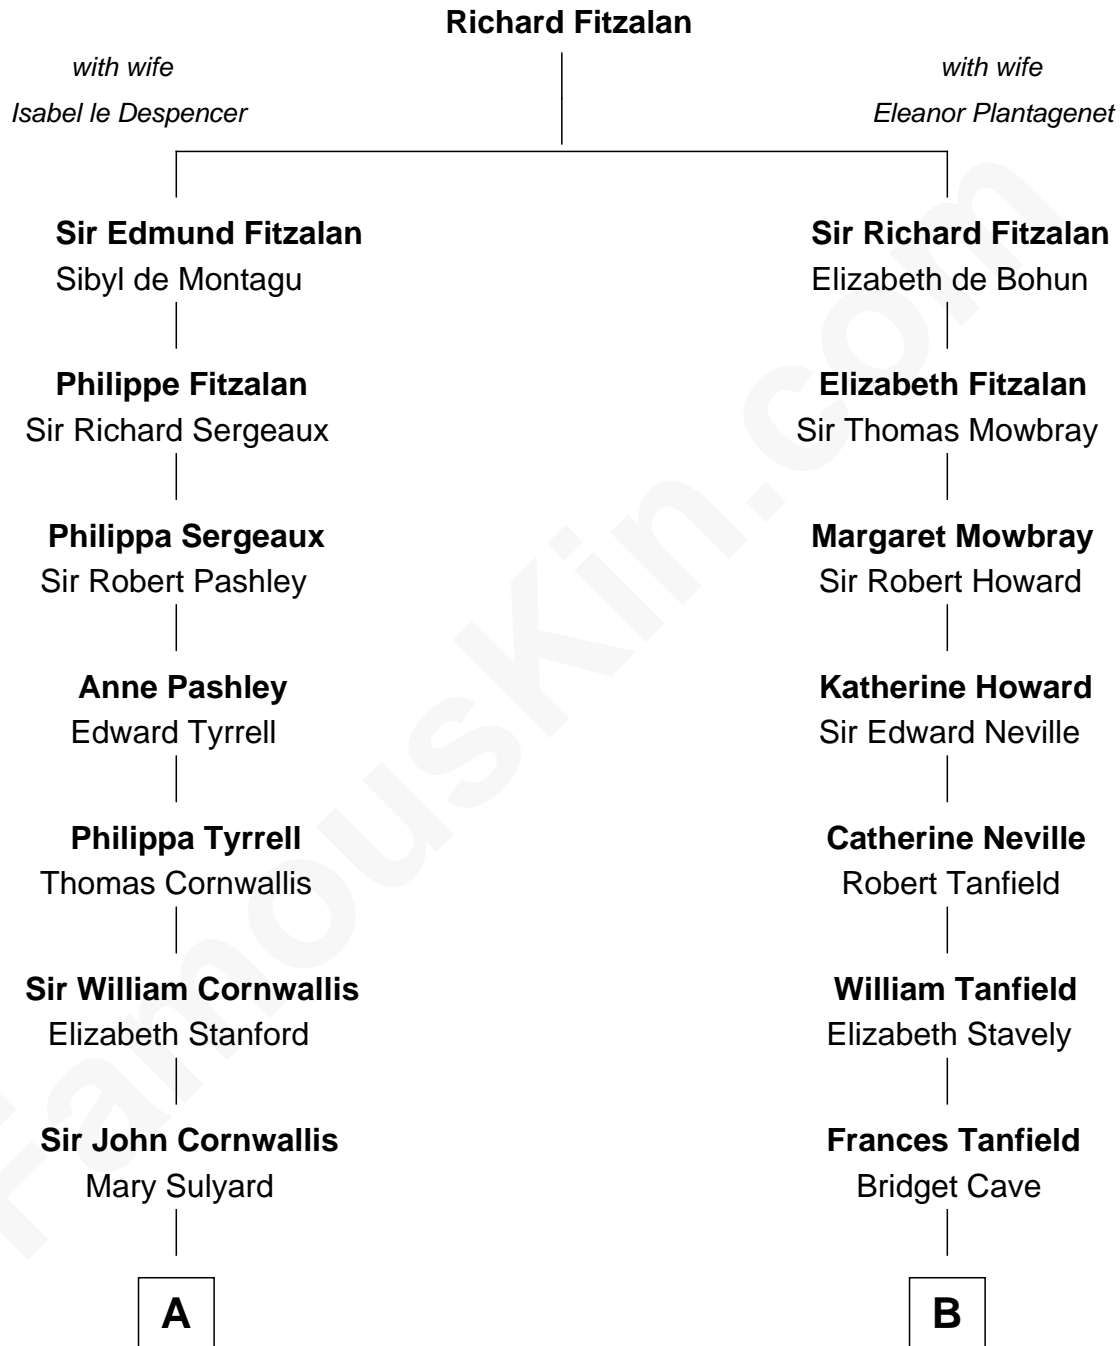 Richard Fitzalan
with wife
Isabel le Despencer
with wife
Eleanor Plantagenet
Sir Edmund Fitzalan
Sibyl de Montagu
Sir Richard Fitzalan
Elizabeth de Bohun
Philippe Fitzalan
Sir Richard Sergeaux
Elizabeth Fitzalan
Sir Thomas Mowbray
Philippa Sergeaux
Sir Robert Pashley
Margaret Mowbray
Sir Robert Howard
Anne Pashley
Edward Tyrrell
Katherine Howard
Sir Edward Neville
Philippa Tyrrell
Thomas Cornwallis
Catherine Neville
Robert Tanfield
Sir William Cornwallis
Elizabeth Stanford
William Tanfield
Elizabeth Stavely
Sir John Cornwallis
Mary Sulyard
Frances Tanfield
Bridget Cave
A
B
FamousKin.com